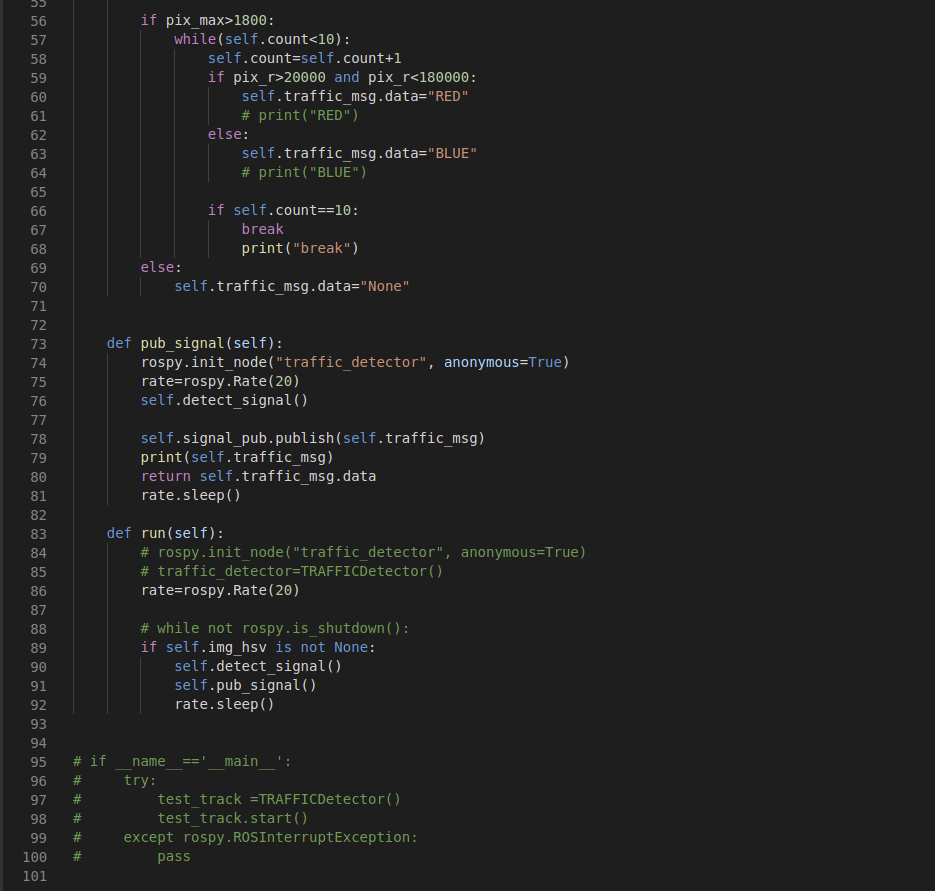 55
56         if pix_max>1800:
57             while(self.count<10):
58                 self.count=self.count+1
59                 if pix_r>20000 and pix_r<180000:
60                     self.traffic_msg.data="RED"
61                     # print("RED")
62                 else:
63                     self.traffic_msg.data="BLUE"
64                     # print("BLUE")
65
66                 if self.count==10:
67                     break
68                     print("break")
69         else:
70             self.traffic_msg.data="None"
71
72
73     def pub_signal(self):
74         rospy.init_node("traffic_detector", anonymous=True)
75         rate=rospy.Rate(20)
76         self.detect_signal()
77
78         self.signal_pub.publish(self.traffic_msg)
79         print(self.traffic_msg)
80         return self.traffic_msg.data
81         rate.sleep()
82
83     def run(self):
84         # rospy.init_node("traffic_detector", anonymous=True)
85         # traffic_detector=TRAFFICDetector()
86         rate=rospy.Rate(20)
87
88         # while not rospy.is_shutdown():
89         if self.img_hsv is not None:
90             self.detect_signal()
91             self.pub_signal()
92             rate.sleep()
93
94
95 # if __name__=='__main__':
96 #     try:
97 #         test_track =TRAFFICDetector()
98 #         test_track.start()
99 #     except rospy.ROSInterruptException:
100 #         pass
101